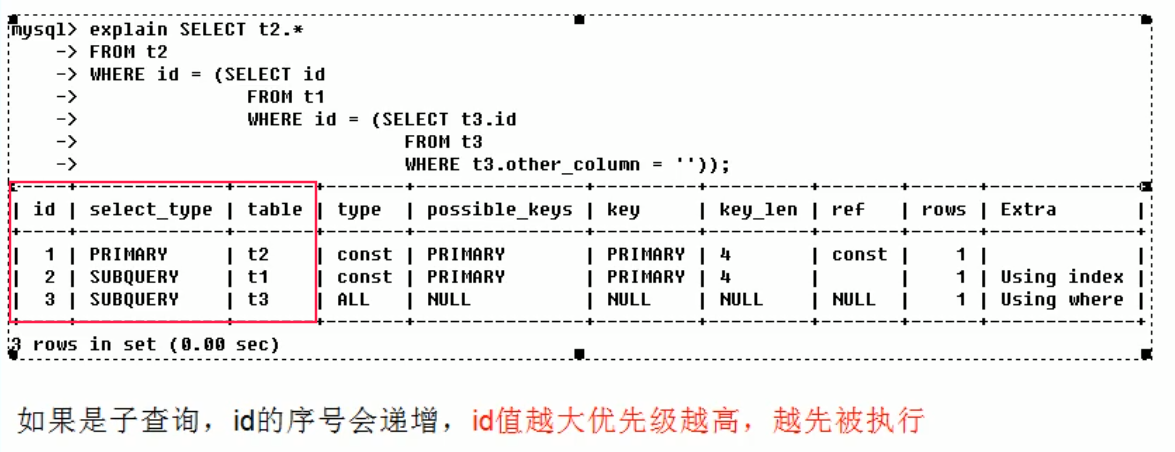 mysql> explain SELECT t2.*
    -> FROM t2
    -> WHERE id = (SELECT id
    ->              FROM t1
    ->              WHERE id = (SELECT t3.id
    ->                           FROM t3
    ->                           WHERE t3.other_column = ''));
| id | select_type | table | type | possible_keys | key | key_len | ref | rows | Extra |
| 1 | PRIMARY | t2 | const | PRIMARY | PRIMARY | 4 | const | 1 | |
| 2 | SUBQUERY | t1 | const | PRIMARY | PRIMARY | 4 | | 1 | Using index |
| 3 | SUBQUERY | t3 | ALL | NULL | NULL | NULL | NULL | 1 | Using where |
3 rows in set (0.00 sec)
如果是子查询，id的序号会递增，id值越大优先级越高，越先被执行